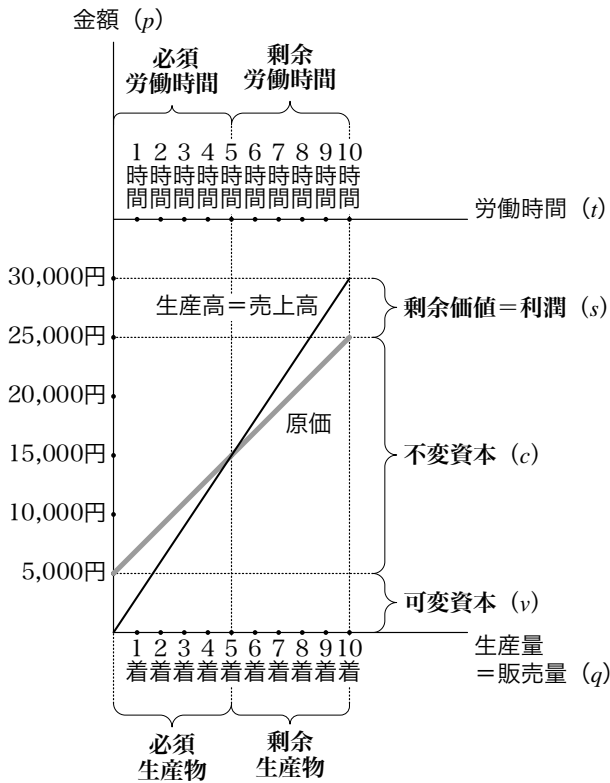 金額（p）
必須
労働時間
剰余
労働時間
1時間 2時間 3時間 4時間 5時間 6時間 7時間 8時間 9時間 10時間
労働時間（t）
30,000円
生産高＝売上高
剰余価値＝利潤（s）
25,000円
20,000円
原価
15,000円
不変資本（c）
10,000円
5,000円
可変資本（v）
1着 2着 3着 4着 5着 6着 7着 8着 9着 10着
生産量
＝販売量（q）
必須
生産物
剰余
生産物